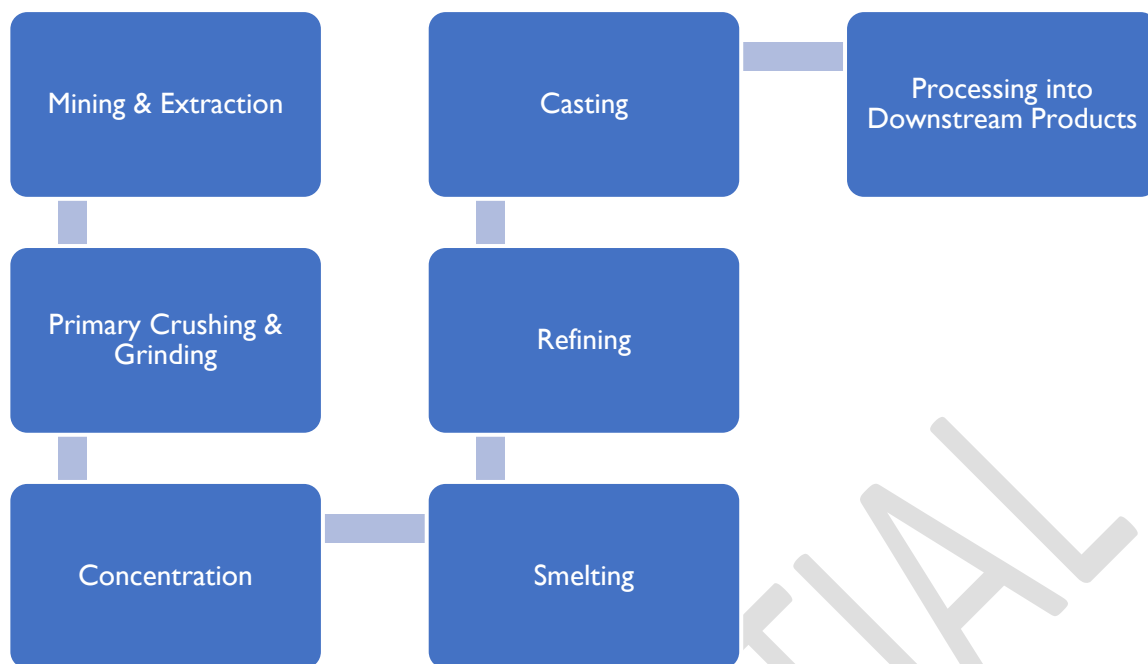 Mining & Extraction
Primary Crushing &
Grinding
Concentration
Smelting
Refining
Casting
Processing into
Downstream Products
TIAL